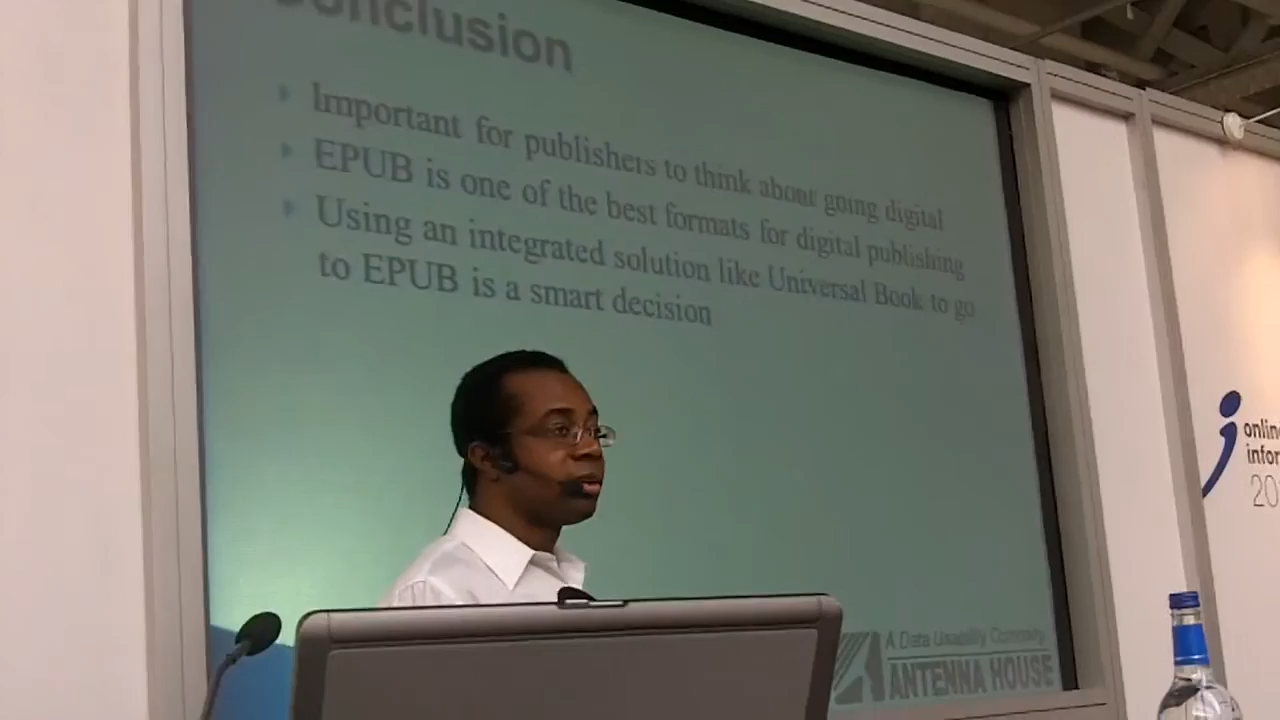 Conclusion
Important for publishers to think about going digital
EPUB is one of the best formats for digital publishing
Using an integrated solution like Universal Book to go
to EPUB is a smart decision
A Data Usability Company
ANTENNA HOUSE
onlin
infor
20